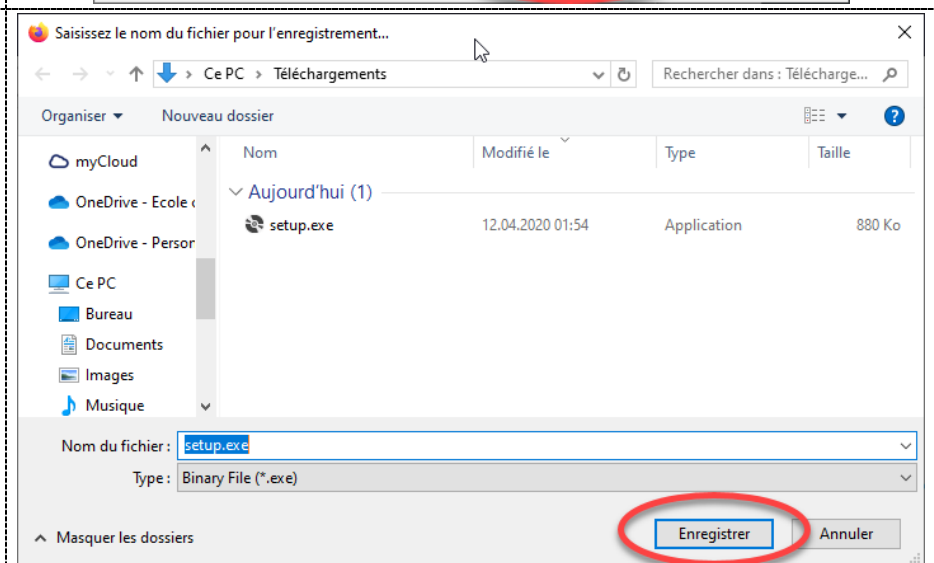 Saisissez le nom du fichier pour l'enregistrement...
Ce PC > Téléchargements
Rechercher dans : Télécharge...
Organiser
Nouveau dossier
?
myCloud
OneDrive - Ecole
OneDrive - Person
Ce PC
Bureau
Documents
Images
Musique
Nom
Modifié le
Type
Taille
Aujourd'hui (1)
setup.exe
12.04.2020 01:54
Application
880 Ko
Nom du fichier :
setup.exe
Type :
Binary File (*.exe)
Masquer les dossiers
Enregistrer
Annuler